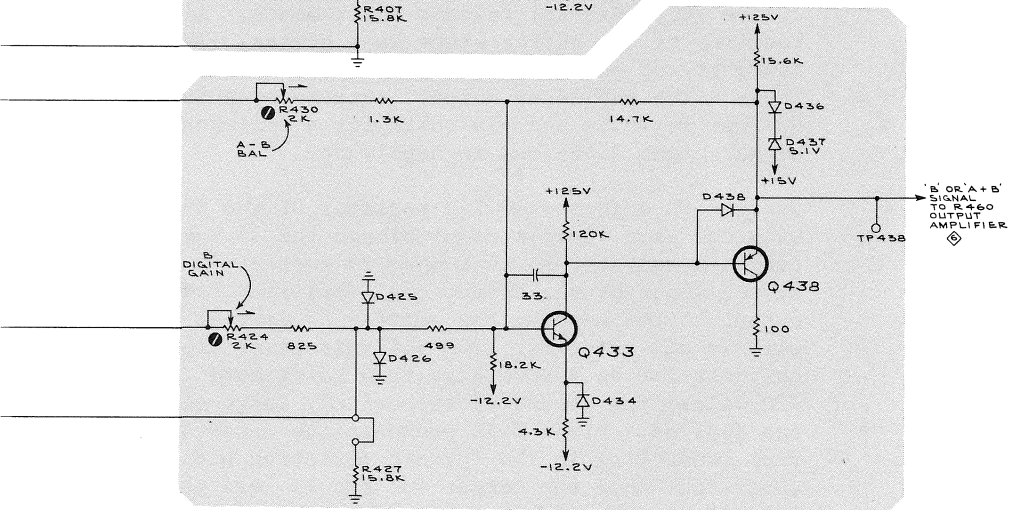 R407
15.8K
-12.2V
+125V
15.6K
R430
2K
1.3K
14.7K
D436
A-B
BAL
D437
5.1V
+15V
+125V
D438
'B' OR 'A+B'
SIGNAL
TO R460
OUTPUT
AMPLIFIER
6
120K
TP438
B
DIGITAL
GAIN
Q438
D425
33
R424
2K
825
499
Q433
100
D426
18.2K
-12.2V
D434
4.3K
-12.2V
R427
15.8K